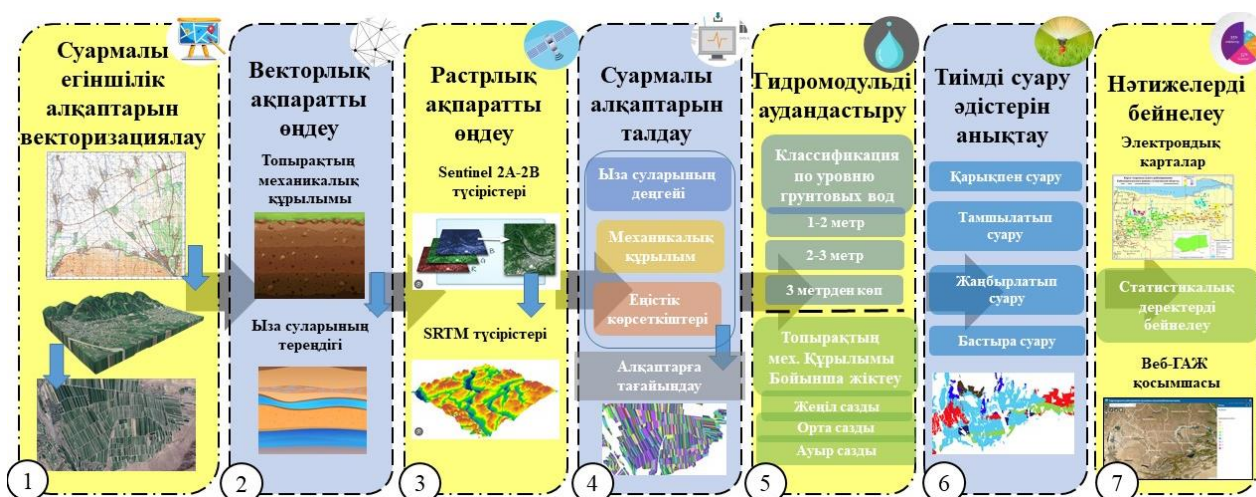 Суармалы
егіншілік
алқаптарын
векторизациялау
1
Векторлық
ақпаратты
өңдеу
Топырақтың
механикалық
құрылымы
Ыза суларының
тереңдігі
2
Растрлық
ақпаратты
өңдеу
Sentinel 2A-2B
түсірістері
SRTM түсірістері
3
Суармалы
алқаптарын
талдау
Ыза суларының
деңгейі
Механикалық
құрылым
Еңістік
көрсеткіштері
Алқаптарға
тағайындау
4
Гидромодульді
аудандастыру
Классификация
по уровню
грунтовых вод
1-2 метр
2-3 метр
3 метрден көп
Топырақтың
мех. Құрылымы
Бойынша жіктеу
Жеңіл сазды
Орта сазды
Ауыр сазды
5
Тиімді суару
әдістерін
анықтау
Қарықпен суару
Тамшылатып
суару
Жаңбырлатып
суару
Бастыра суару
6
Нәтижелерді
бейнелеу
Электрондық
карталар
Статистикалық
деректерді
бейнелеу
Веб-ГАЖ
қосымшасы
7